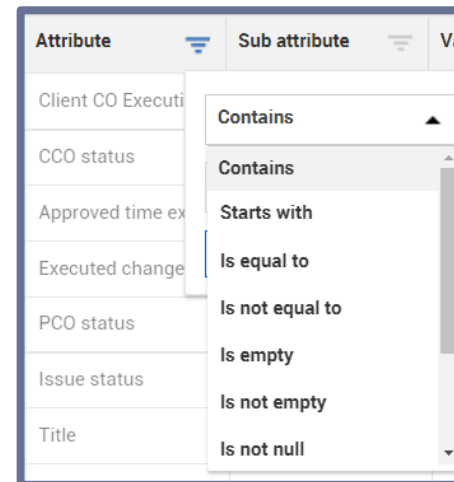 Attribute
Sub attribute
Client CO Executi
Contains
CCO status
Contains
Approved time ex
Starts with
Executed change
Is equal to
PCO status
Is not equal to
Is empty
Issue status
Is not empty
Title
Is not null